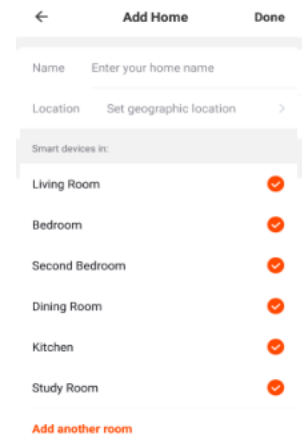 Add Home Done
Name Enter your home name
Location Set geographic location
Smart devices in:
Living Room
Bedroom
Second Bedroom
Dining Room
Kitchen
Study Room
Add another room